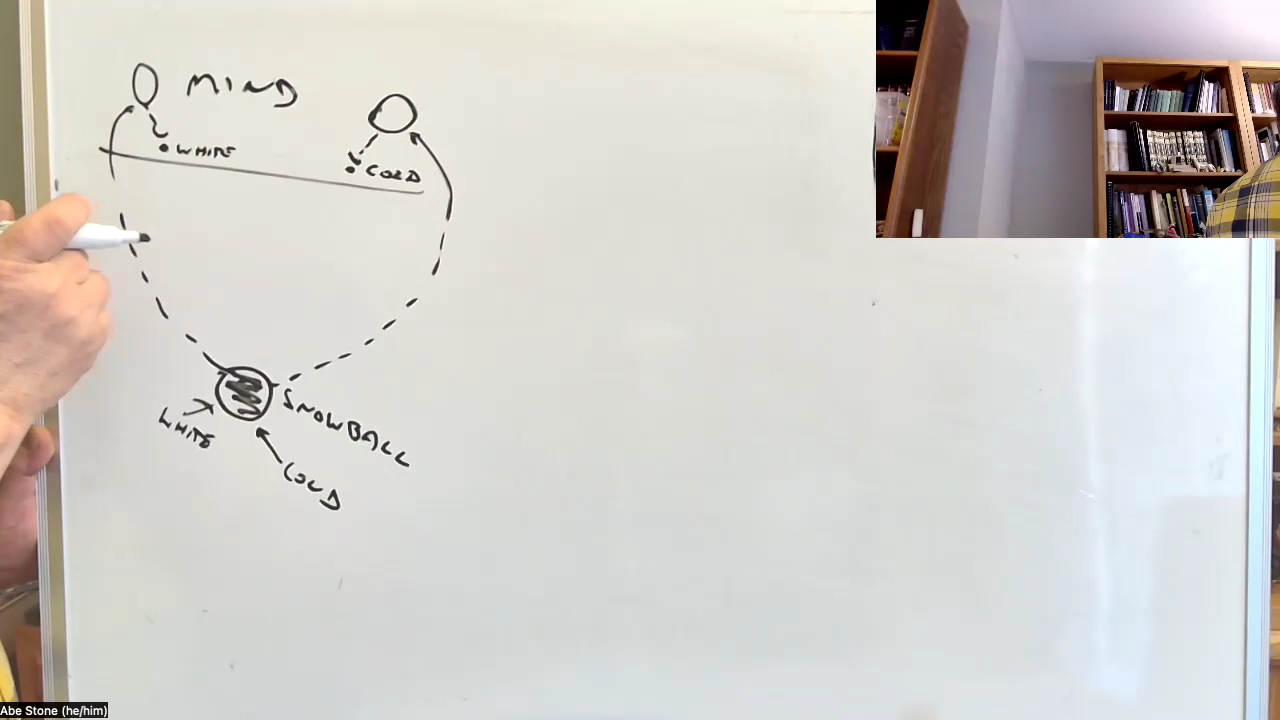 MIND
WHITE
COLD
SNOWBALL
WHITE
COLD
Abe Stone (he/him)